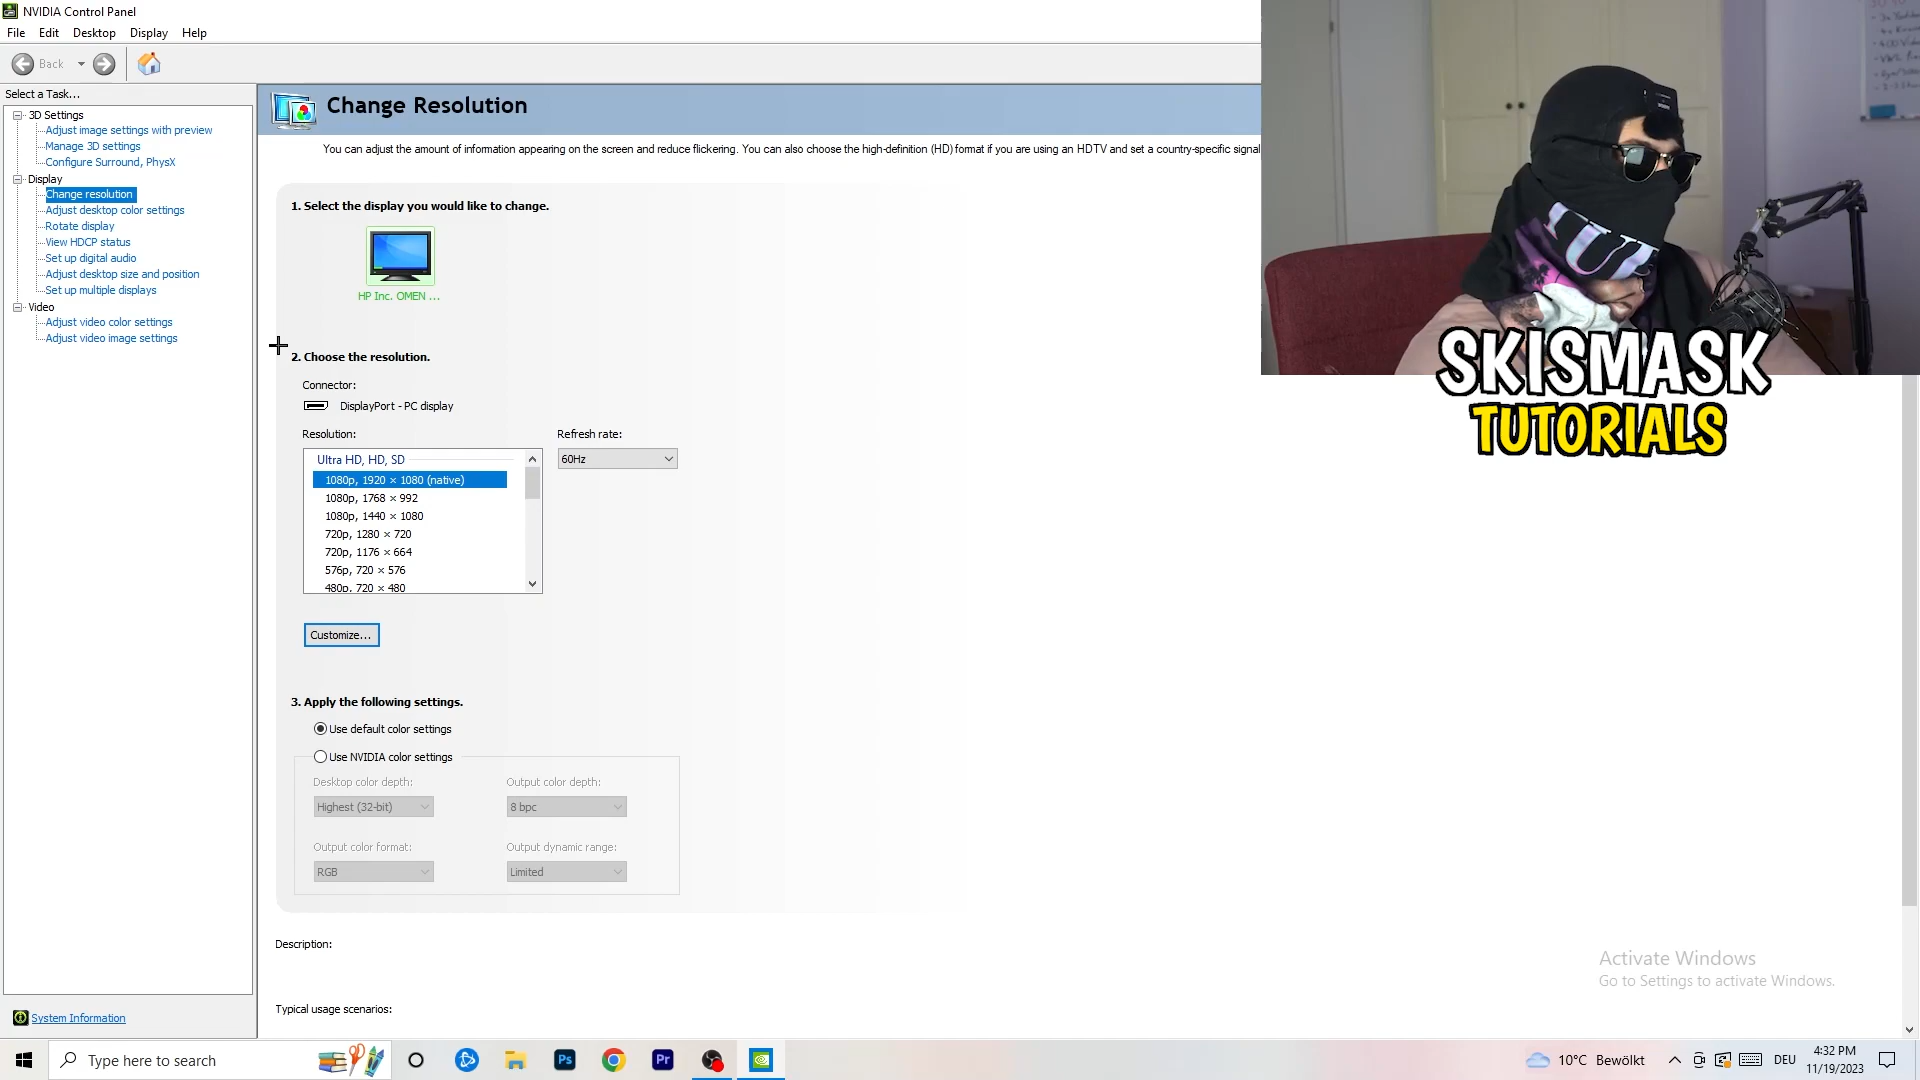 NVIDIA Control Panel
File Edit Desktop Display Help
Back
Select a Task...
3D Settings
Adjust image settings with preview
Manage 3D settings
Configure Surround, PhysX
Display
Change resolution
Adjust desktop color settings
Rotate display
View HDCP status
Set up digital audio
Adjust desktop size and position
Set up multiple displays
Video
Adjust video color settings
Adjust video image settings
System Information
Change Resolution
You can adjust the amount of information appearing on the screen and reduce flickering. You can also choose the high-definition (HD) format if you are using an HDTV and set a country-specific signal
1. Select the display you would like to change.
HP Inc. OMEN ...
2. Choose the resolution.
Connector:
DisplayPort - PC display
Resolution:
Refresh rate:
Ultra HD, HD, SD
60Hz
1080p, 1920 × 1080 (native)
1080p, 1768 × 992
1080p, 1440 × 1080
720p, 1280 × 720
720p, 1176 × 664
576p, 720 × 576
480p, 720 × 480
Customize...
3. Apply the following settings.
Use default color settings
Use NVIDIA color settings
Desktop color depth:
Output color depth:
Highest (32-bit)
8 bpc
Output color format:
Output dynamic range:
RGB
Limited
Description:
Typical usage scenarios:
SKISMASK
TUTORIALS
Activate Windows
Go to Settings to activate Windows.
Type here to search
Ps
Pr
10°C Bewölkt
DEU
4:32 PM
11/19/2023